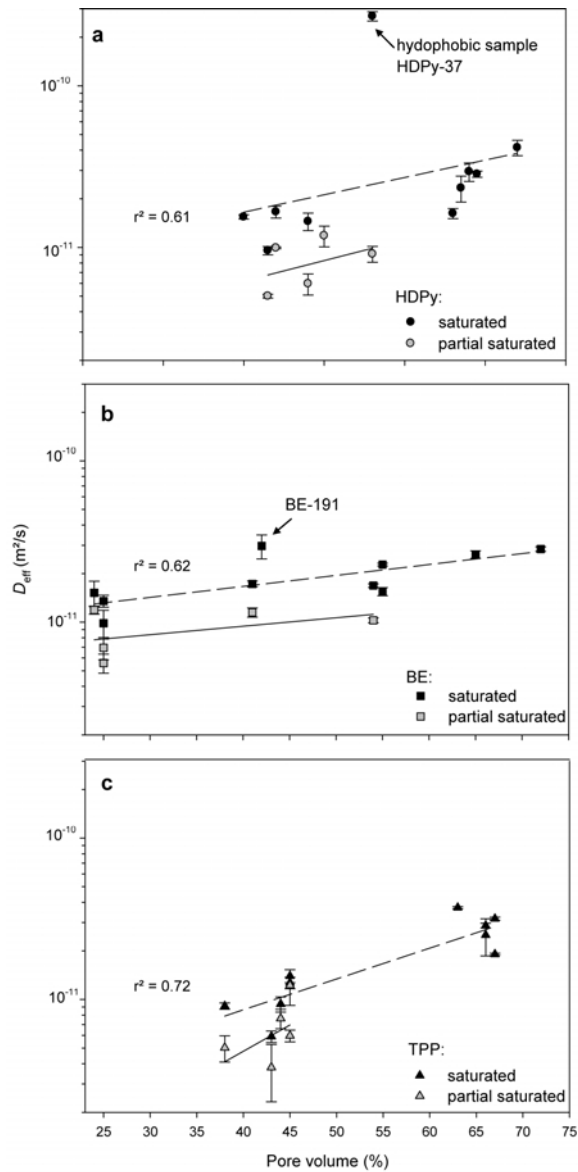 a
hydophobic sample
HDPy-37
10⁻¹⁰
r² = 0.61
10⁻¹¹
HDPy:
saturated
partial saturated
b
10⁻¹⁰
BE-191
r² = 0.62
10⁻¹¹
BE:
saturated
partial saturated
D_eff (m²/s)
c
10⁻¹⁰
r² = 0.72
10⁻¹¹
TPP:
saturated
partial saturated
25 30 35 40 45 50 55 60 65 70 75
Pore volume (%)